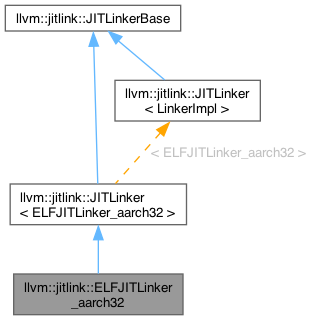 llvm::jitlink::JITLinkerBase
llvm::jitlink::JITLinker
< LinkerImpl >
< ELFJITLinker_aarch32 >
llvm::jitlink::JITLinker
< ELFJITLinker_aarch32 >
llvm::jitlink::ELFJITLinker
_aarch32